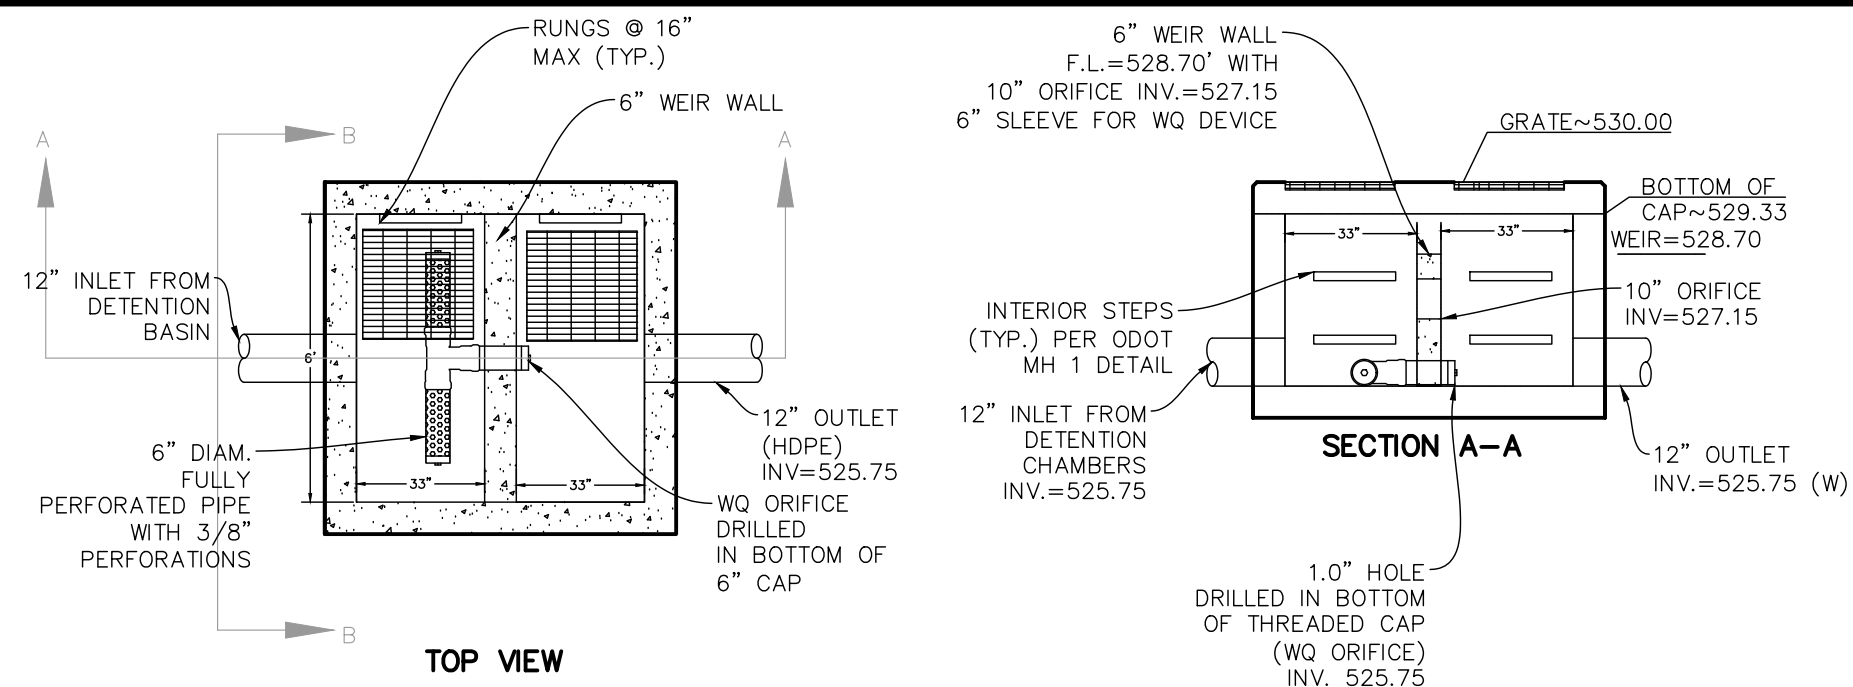 RUNGS @ 16”
MAX (TYP.)
6” WEIR WALL
A
A
B
B
12” INLET FROM
DETENTION
BASIN
6’
33”
33”
6” DIAM.
FULLY
PERFORATED PIPE
WITH 3/8”
PERFORATIONS
12” OUTLET
(HDPE)
INV=525.75
WQ ORIFICE
DRILLED
IN BOTTOM OF
6” CAP
TOP VIEW
6” WEIR WALL
F.L.=528.70’ WITH
10” ORIFICE INV.=527.15
6” SLEEVE FOR WQ DEVICE
GRATE~530.00
BOTTOM OF
CAP~529.33
WEIR=528.70
33”
33”
10” ORIFICE
INV=527.15
INTERIOR STEPS
(TYP.) PER ODOT
MH 1 DETAIL
12” INLET FROM
DETENTION
CHAMBERS
INV.=525.75
SECTION A-A
12” OUTLET
INV.=525.75 (W)
1.0” HOLE
DRILLED IN BOTTOM
OF THREADED CAP
(WQ ORIFICE)
INV. 525.75